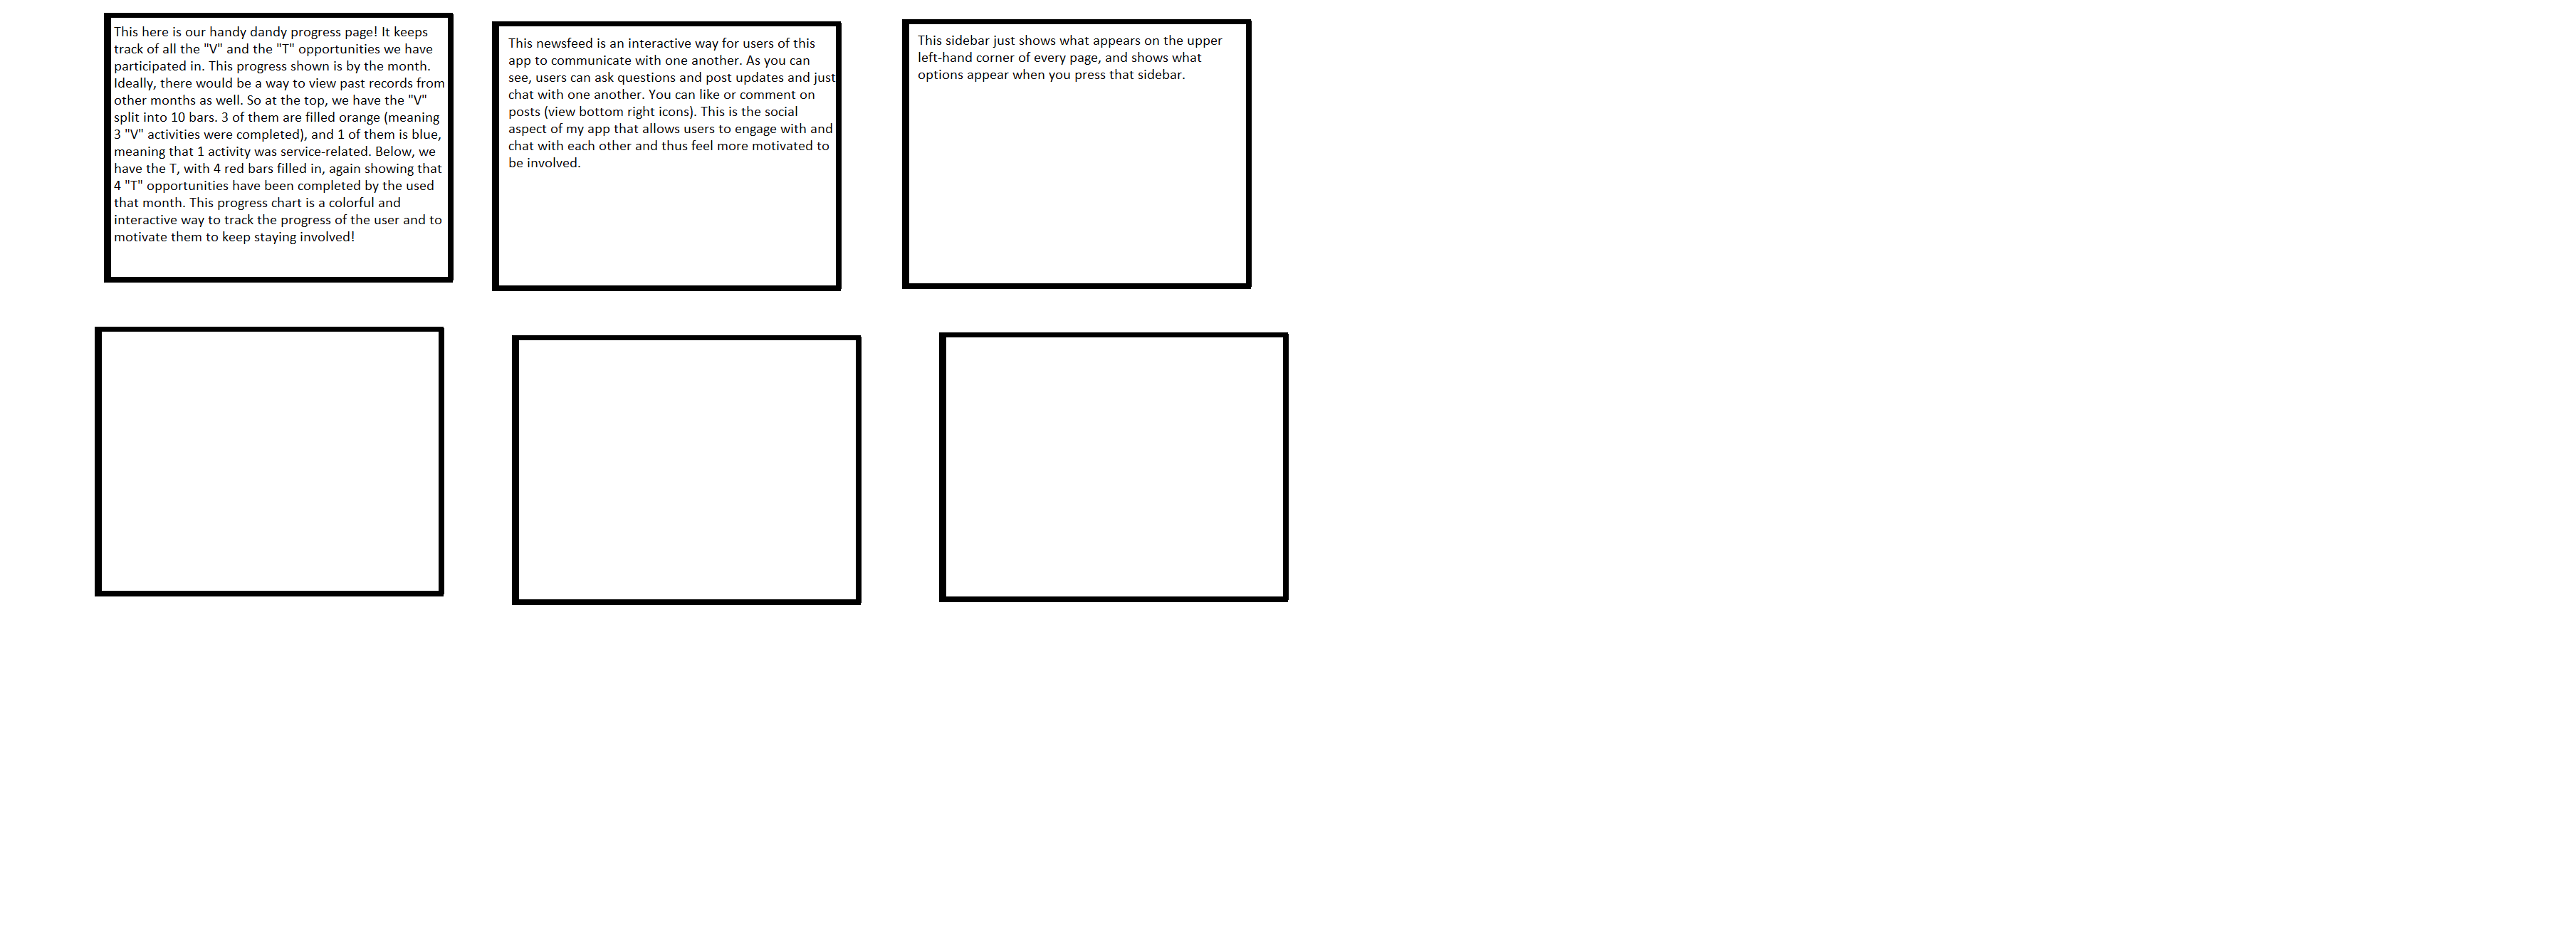 This here is our handy dandy progress page! It keeps
track of all the "V" and the "T" opportunities we have
participated in. This progress shown is by the month.
Ideally, there would be a way to view past records from
other months as well. So at the top, we have the "V"
split into 10 bars. 3 of them are filled orange (meaning
3 "V" activities were completed), and 1 of them is blue,
meaning that 1 activity was service-related. Below, we
have the T, with 4 red bars filled in, again showing that
4 "T" opportunities have been completed by the used
that month. This progress chart is a colorful and
interactive way to track the progress of the user and to
motivate them to keep staying involved!
This newsfeed is an interactive way for users of this
app to communicate with one another. As you can
see, users can ask questions and post updates and just
chat with one another. You can like or comment on
posts (view bottom right icons). This is the social
aspect of my app that allows users to engage with and
chat with each other and thus feel more motivated to
be involved.
This sidebar just shows what appears on the upper
left-hand corner of every page, and shows what
options appear when you press that sidebar.